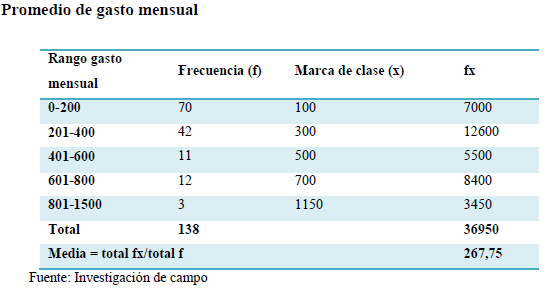 Promedio de gasto mensual
Rango gasto mensual Frecuencia (f) Marca de clase (x) fx
0-200 70 100 7000
201-400 42 300 12600
401-600 11 500 5500
601-800 12 700 8400
801-1500 3 1150 3450
Total 138 36950
Media = total fx/total f 267,75
Fuente: Investigación de campo